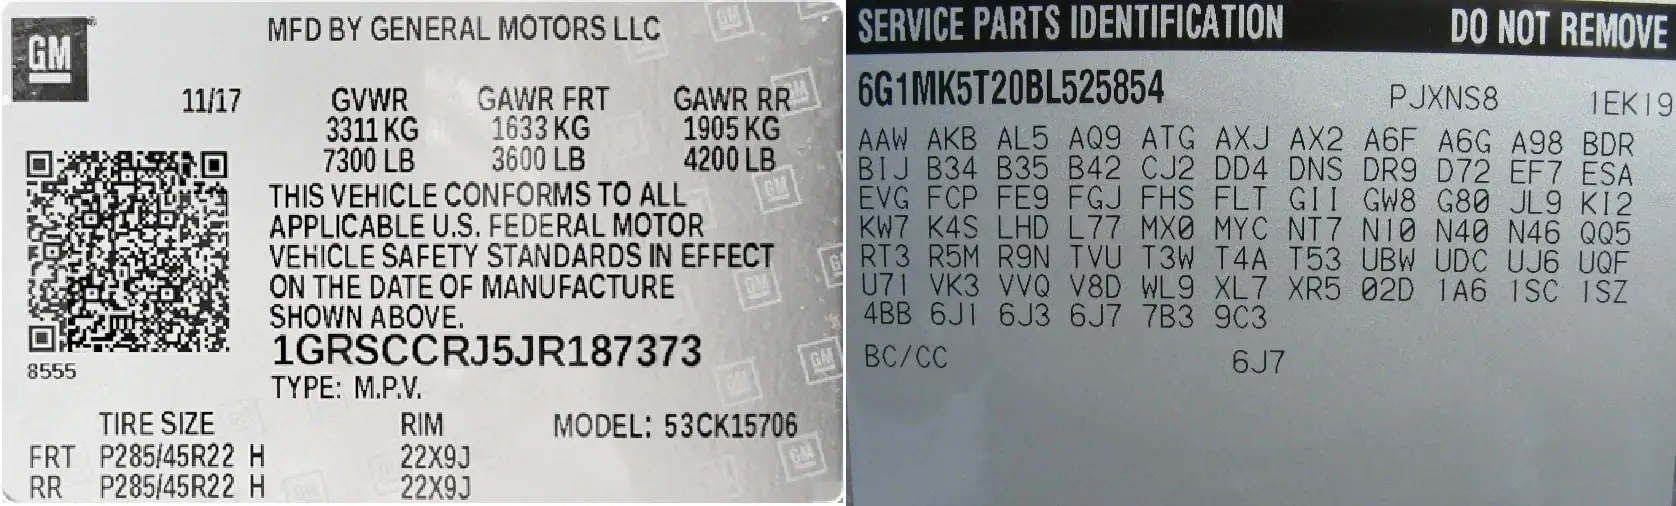 GM
MFD BY GENERAL MOTORS LLC
11/17 GVWR GAWR FRT GAWR RR
3311 KG 1633 KG 1905 KG
7300 LB 3600 LB 4200 LB
THIS VEHICLE CONFORMS TO ALL
APPLICABLE U.S. FEDERAL MOTOR
VEHICLE SAFETY STANDARDS IN EFFECT
ON THE DATE OF MANUFACTURE
SHOWN ABOVE.
8555
1GRSCCRJ5JR187373
TYPE: M.P.V.
TIRE SIZE RIM MODEL: 53CK15706
FRT P285/45R22 H 22X9J
RR P285/45R22 H 22X9J
SERVICE PARTS IDENTIFICATION DO NOT REMOVE
6G1MK5T20BL525854 PJXNS8 1EK19
AAW AKB AL5 AQ9 ATG AXJ AX2 A6F A6G A98 BDR
BIJ B34 B35 B42 CJ2 DD4 DNS DR9 D72 EF7 ESA
EVG FCP FE9 FGJ FHS FLT GII GW8 G80 JL9 KI2
KW7 K4S LHD L77 MX0 MYC NT7 N10 N40 N46 QQ5
RT3 R5M R9N TVU T3W T4A T53 UBW UDC UJ6 UQF
U71 VK3 VVQ V8D WL9 XL7 XR5 02D 1A6 1SC 1SZ
4BB 6J1 6J3 6J7 7B3 9C3
BC/CC 6J7